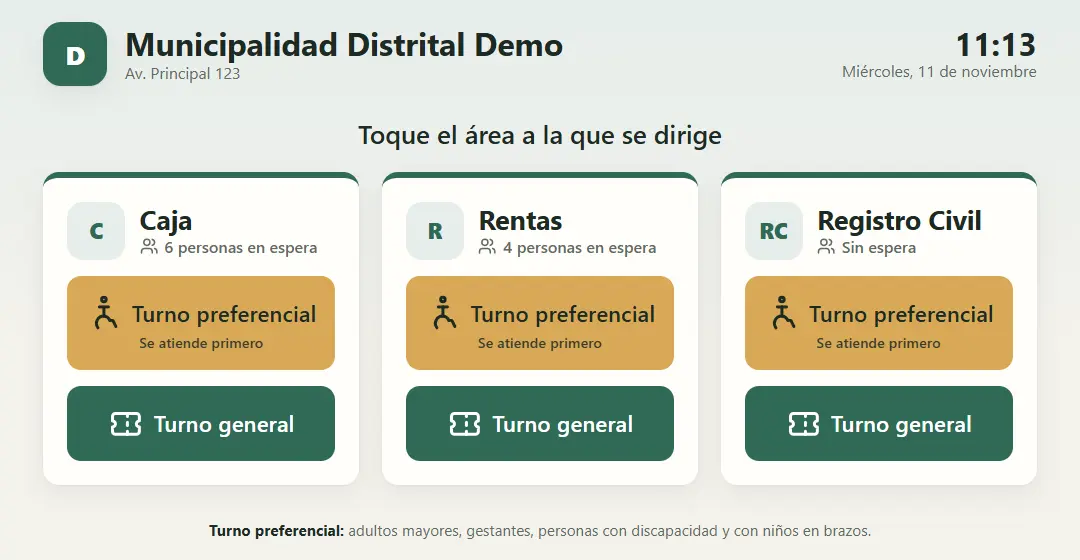 D
Municipalidad Distrital Demo
Av. Principal 123
11:13
Miércoles, 11 de noviembre
Toque el área a la que se dirige
C
Caja
6 personas en espera
Turno preferencial
Se atiende primero
Turno general
R
Rentas
4 personas en espera
Turno preferencial
Se atiende primero
Turno general
RC
Registro Civil
Sin espera
Turno preferencial
Se atiende primero
Turno general
Turno preferencial: adultos mayores, gestantes, personas con discapacidad y con niños en brazos.